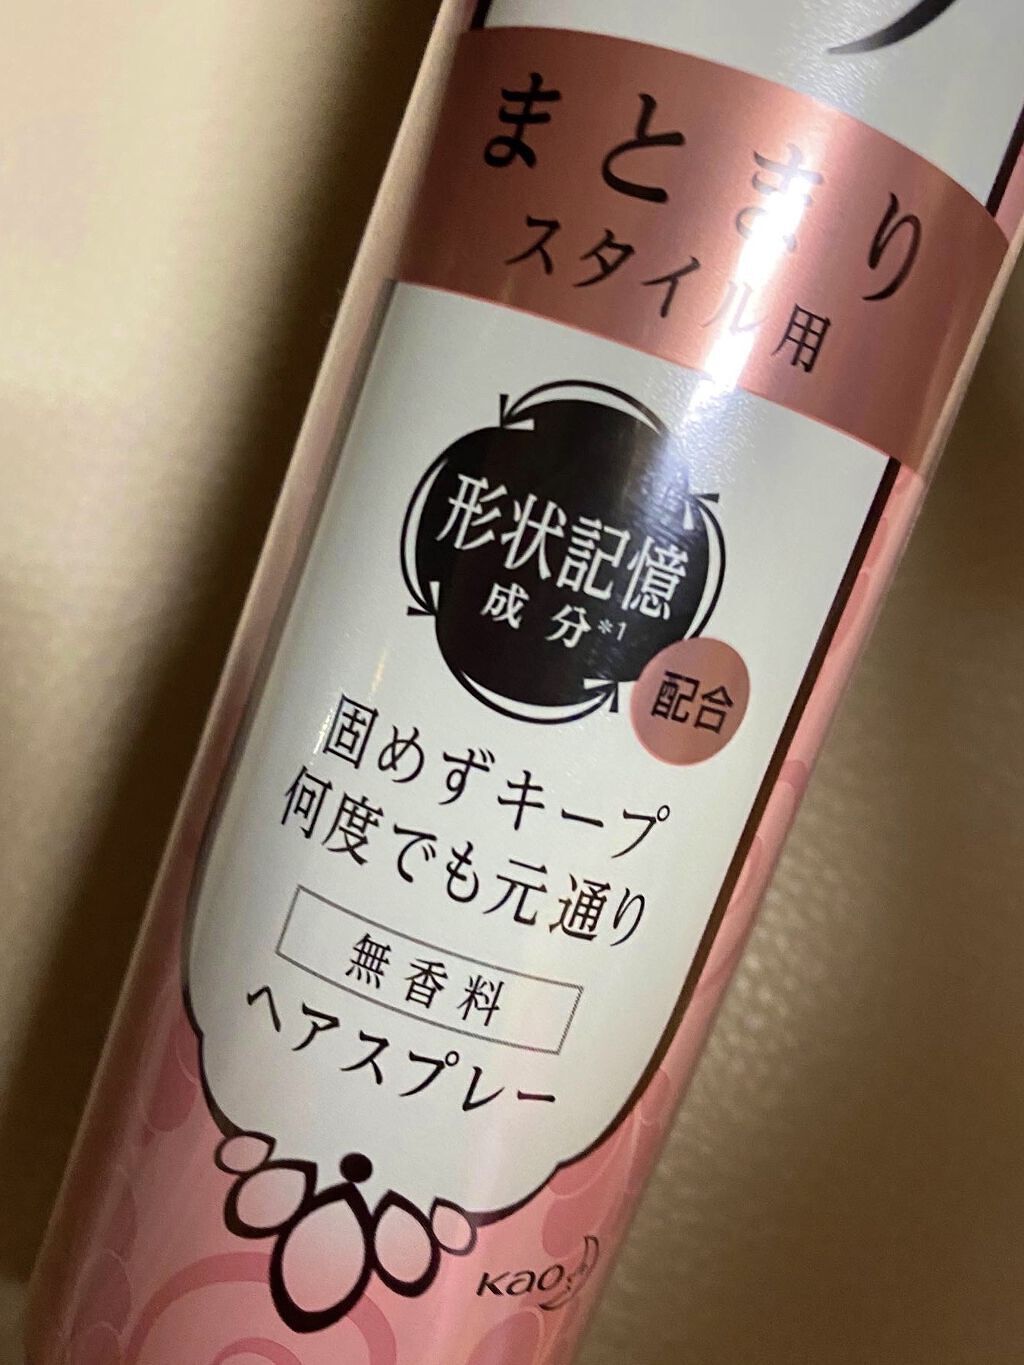 まとまり
スタイル用
形状記憶
成分*1
配合
固めずキープ
何度でも元通り
無香料
ヘアスプレー
Kao